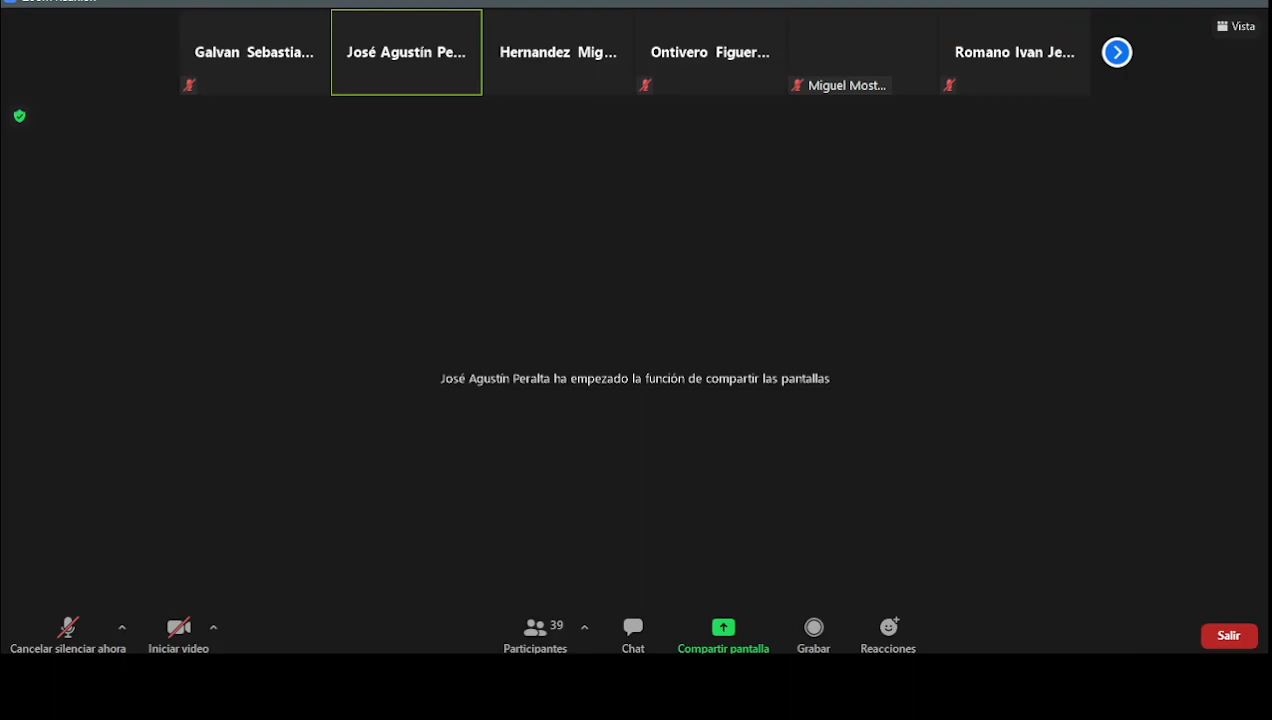 Vista
Galvan Sebastia...
José Agustín Pe...
Hernandez Mig...
Ontivero Figuer...
Miguel Most...
Romano Ivan Je...
José Agustín Peralta ha empezado la función de compartir las pantallas
Cancelar silenciar ahora
Iniciar video
39
Participantes
Chat
Compartir pantalla
Grabar
Reacciones
Salir